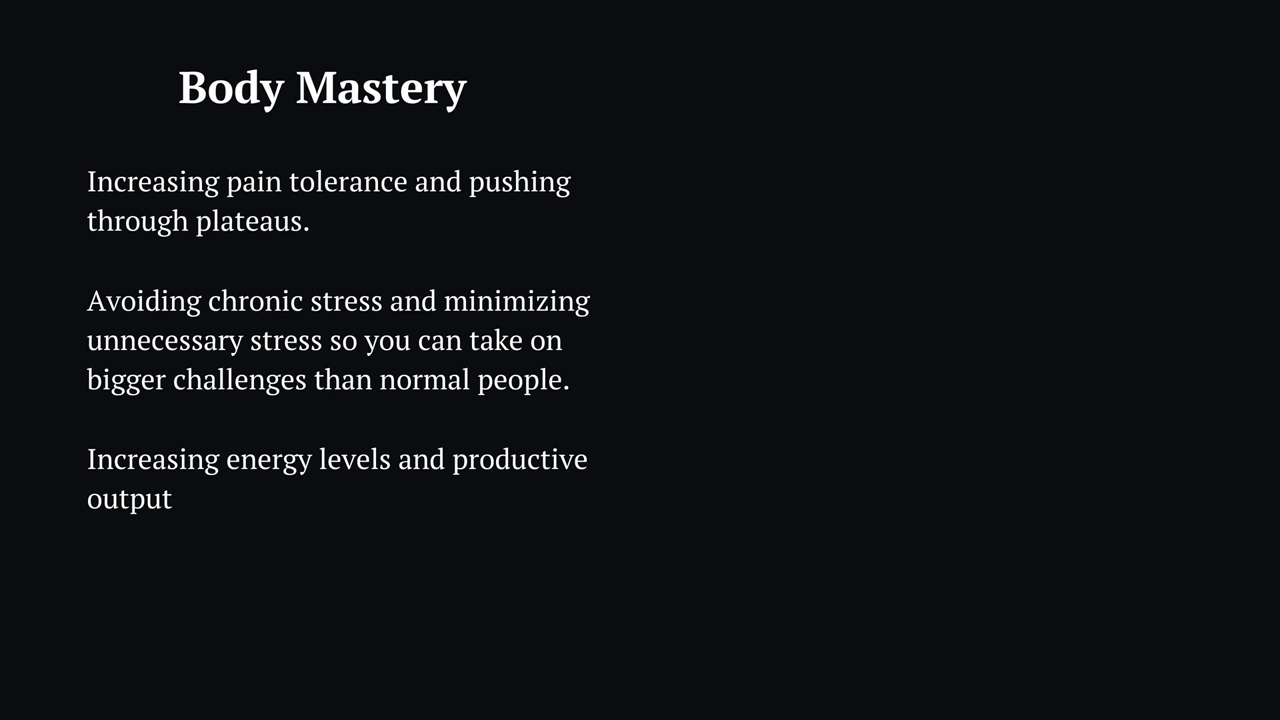 Body Mastery
Increasing pain tolerance and pushing
through plateaus.
Avoiding chronic stress and minimizing
unnecessary stress so you can take on
bigger challenges than normal people.
Increasing energy levels and productive
output